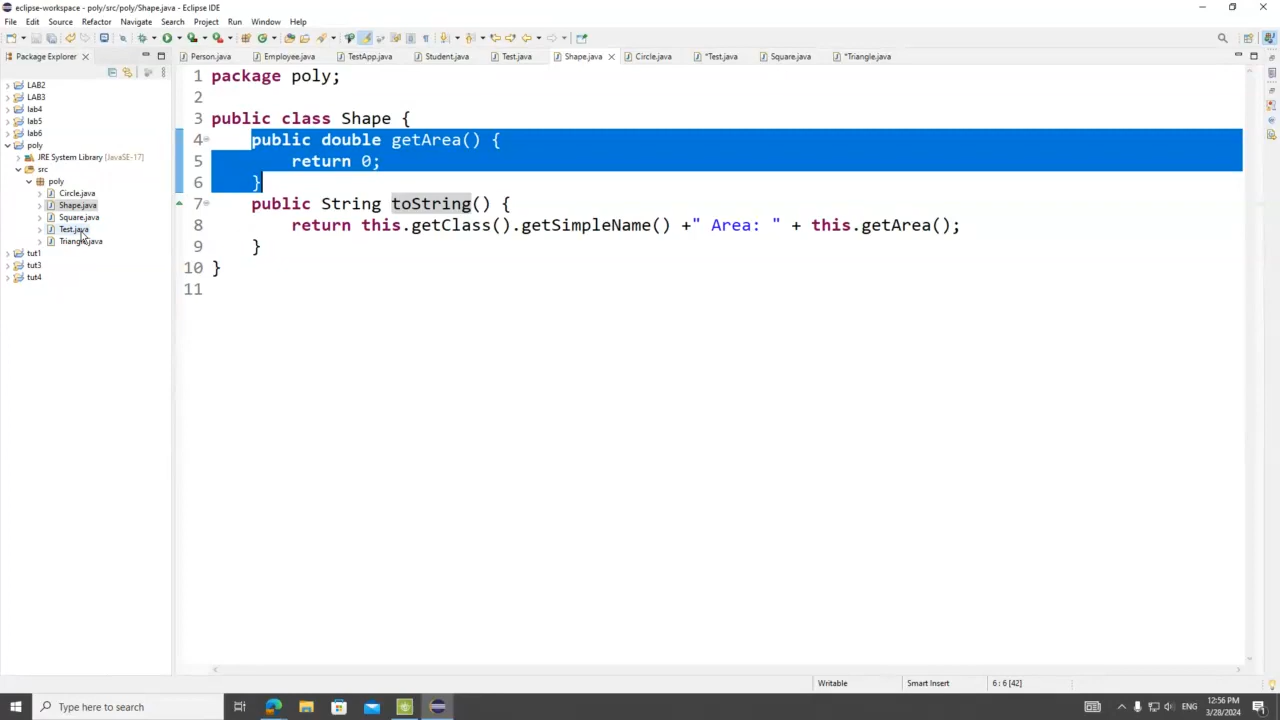 eclipse-workspace - poly/src/poly/Shape.java - Eclipse IDE
File Edit Source Refactor Navigate Search Project Run Window Help
Package Explorer
Person.java Employee.java TestApp.java Student.java Test.java Shape.java Circle.java *Test.java Square.java *Triangle.java
LAB2
LAB3
lab4
lab5
lab6
poly
JRE System Library [JavaSE-17]
src
poly
Circle.java
Shape.java
Square.java
Test.java
Triangle.java
tut1
tut3
tut4
1 package poly;
2
3 public class Shape {
4 public double getArea() {
5 return 0;
6 }
7 public String toString() {
8 return this.getClass().getSimpleName() +" Area: " + this.getArea();
9 }
10 }
11
Writable Smart Insert 6 : 6 [42]
Type here to search
ENG
12:56 PM
3/28/2024